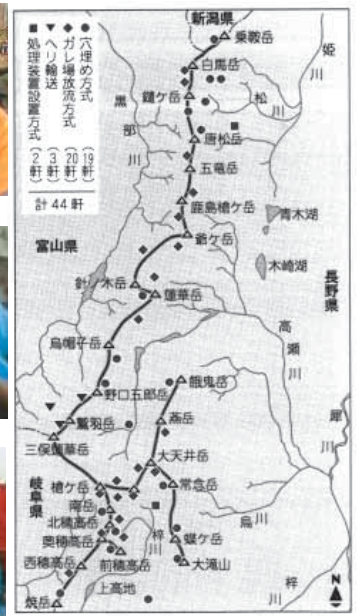 新潟県
乗鞍岳
白馬岳
姫川
松川
鑓ケ岳
唐松岳
黒部川
五竜岳
鹿島槍ケ岳
青木湖
爺ケ岳
木崎湖
富山県
長野県
針ノ木岳
蓮華岳
烏帽子岳
高瀬川
餓鬼岳
野口五郎岳
燕岳
犀川
鷲羽岳
三俣蓮華岳
大天井岳
岐阜県
槍ケ岳
常念岳
南岳
烏川
北穂高岳
梓川
奥穂高岳
蝶ケ岳
西穂高岳
前穂高岳
大滝山
焼岳
上高地
梓川
N
●穴埋め方式(19軒)
◆ガレ場放流方式(20軒)
▼ヘリ輸送(3軒)
■処理装置設置方式(2軒)
計44軒